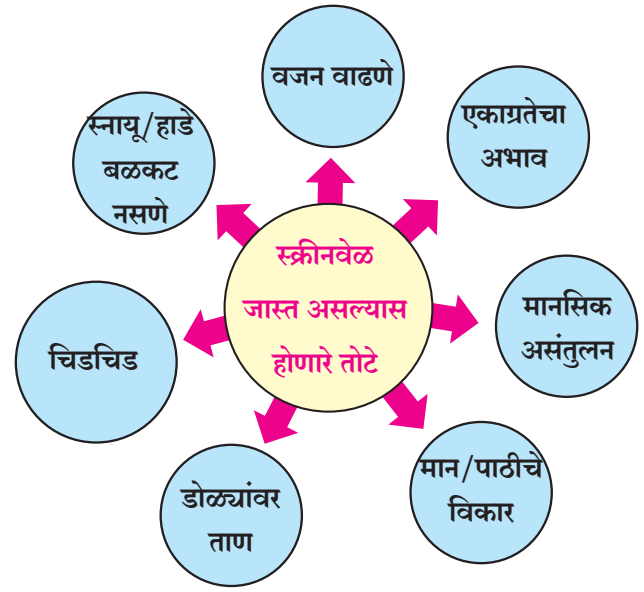 वजन वाढणे
एकाग्रतेचा
अभाव
मानसिक
असंतुलन
मान/पाठीचे
विकार
डोळ्यांवर
ताण
चिडचिड
स्नायू/हाडे
बळकट
नसणे
स्क्रीनवेळ
जास्त असल्यास
होणारे तोटे